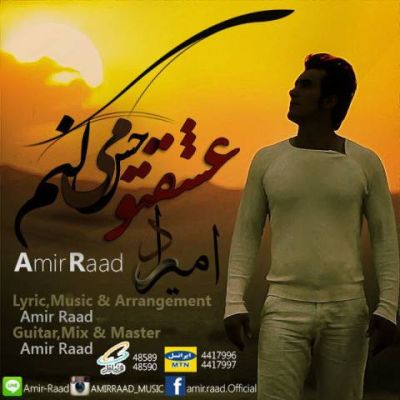 عشقتو
حس می کنم
امیر راد
Amir Raad
Lyric,Music & Arrangement
Amir Raad
Guitar,Mix & Master
Amir Raad
48589
48590
ایرانسل
MTN
4417996
4417997
Amir-Raad AMIRRAAD_MUSIC amir.raad.Official